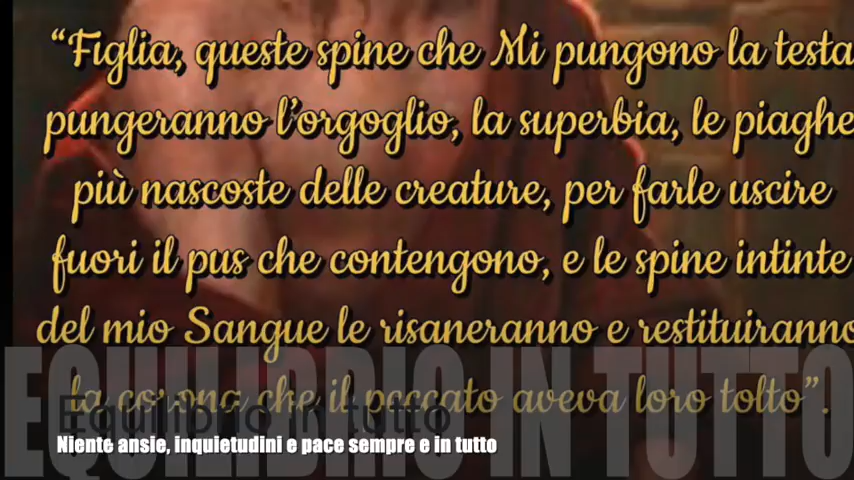 “Figlia, queste spine che Mi pungono la testa
pungeranno l’orgoglio, la superbia, le piaghe
più nascoste delle creature, per farle uscire
fuori il pus che contengono, e le spine intinte
del mio Sangue le risaneranno e restituiranno
la corona che il peccato aveva loro tolto”.
EQUILIBRIO IN TUTTO
Equilibrio in tutto
Niente ansie, inquietudini e pace sempre e in tutto